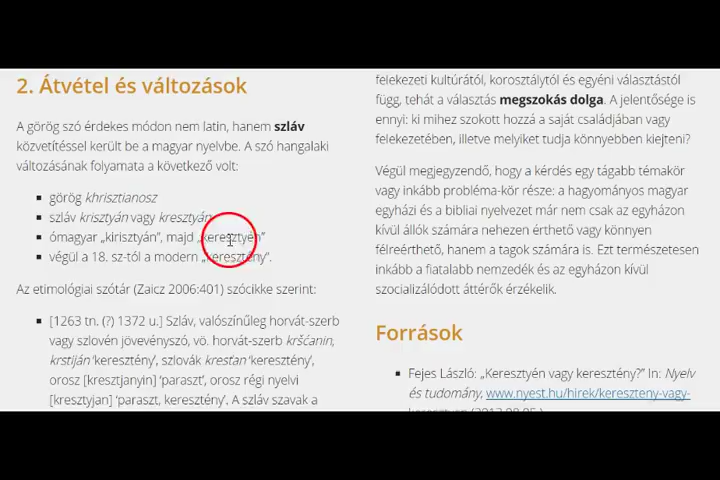 2. Átvétel és változások
A görög szó érdekes módon nem latin, hanem szláv
közvetítéssel került be a magyar nyelvbe. A szó hangalaki
változásának folyamata a következő volt:
görög khrisztianosz
szláv krisztyán vagy kresztyán
ómagyar „kirisztyán”, majd „keresztyén”
végül a 18. sz-tól a modern „keresztény”.
Az etimológiai szótár (Zaicz 2006:401) szócikke szerint:
[1263 tn. (?) 1372 u.] Szláv, valószínűleg horvát-szerb
vagy szlovén jövevényszó, vö. horvát-szerb kršćanin,
krstijan ‘keresztény’, szlovák kresťan ‘keresztény’,
orosz [kresztjanyin] ‘paraszt’, orosz régi nyelvi
[kresztyjan] ‘paraszt, keresztény’. A szláv szavak a
felekezeti kultúrától, korosztálytól és egyéni választástól
függ, tehát a választás megszokás dolga. A jelentősége is
ennyi: ki mihez szokott hozzá a saját családjában vagy
felekezetében, illetve melyiket tudja könnyebben kiejteni?
Végül megjegyzendő, hogy a kérdés egy tágabb témakör
vagy inkább probléma-kör része: a hagyományos magyar
egyházi és a bibliai nyelvezet már nem csak az egyházon
kívül állók számára nehezen érthető vagy könnyen
félreérthető, hanem a tagok számára is. Ezt természetesen
inkább a fiatalabb nemzedék és az egyházon kívül
szocializálódott áttérők érzékelik.
Források
Fejes László: „Keresztyén vagy keresztény?” In: Nyelv
és tudomány, www.nyest.hu/hirek/kereszteny-vagy-